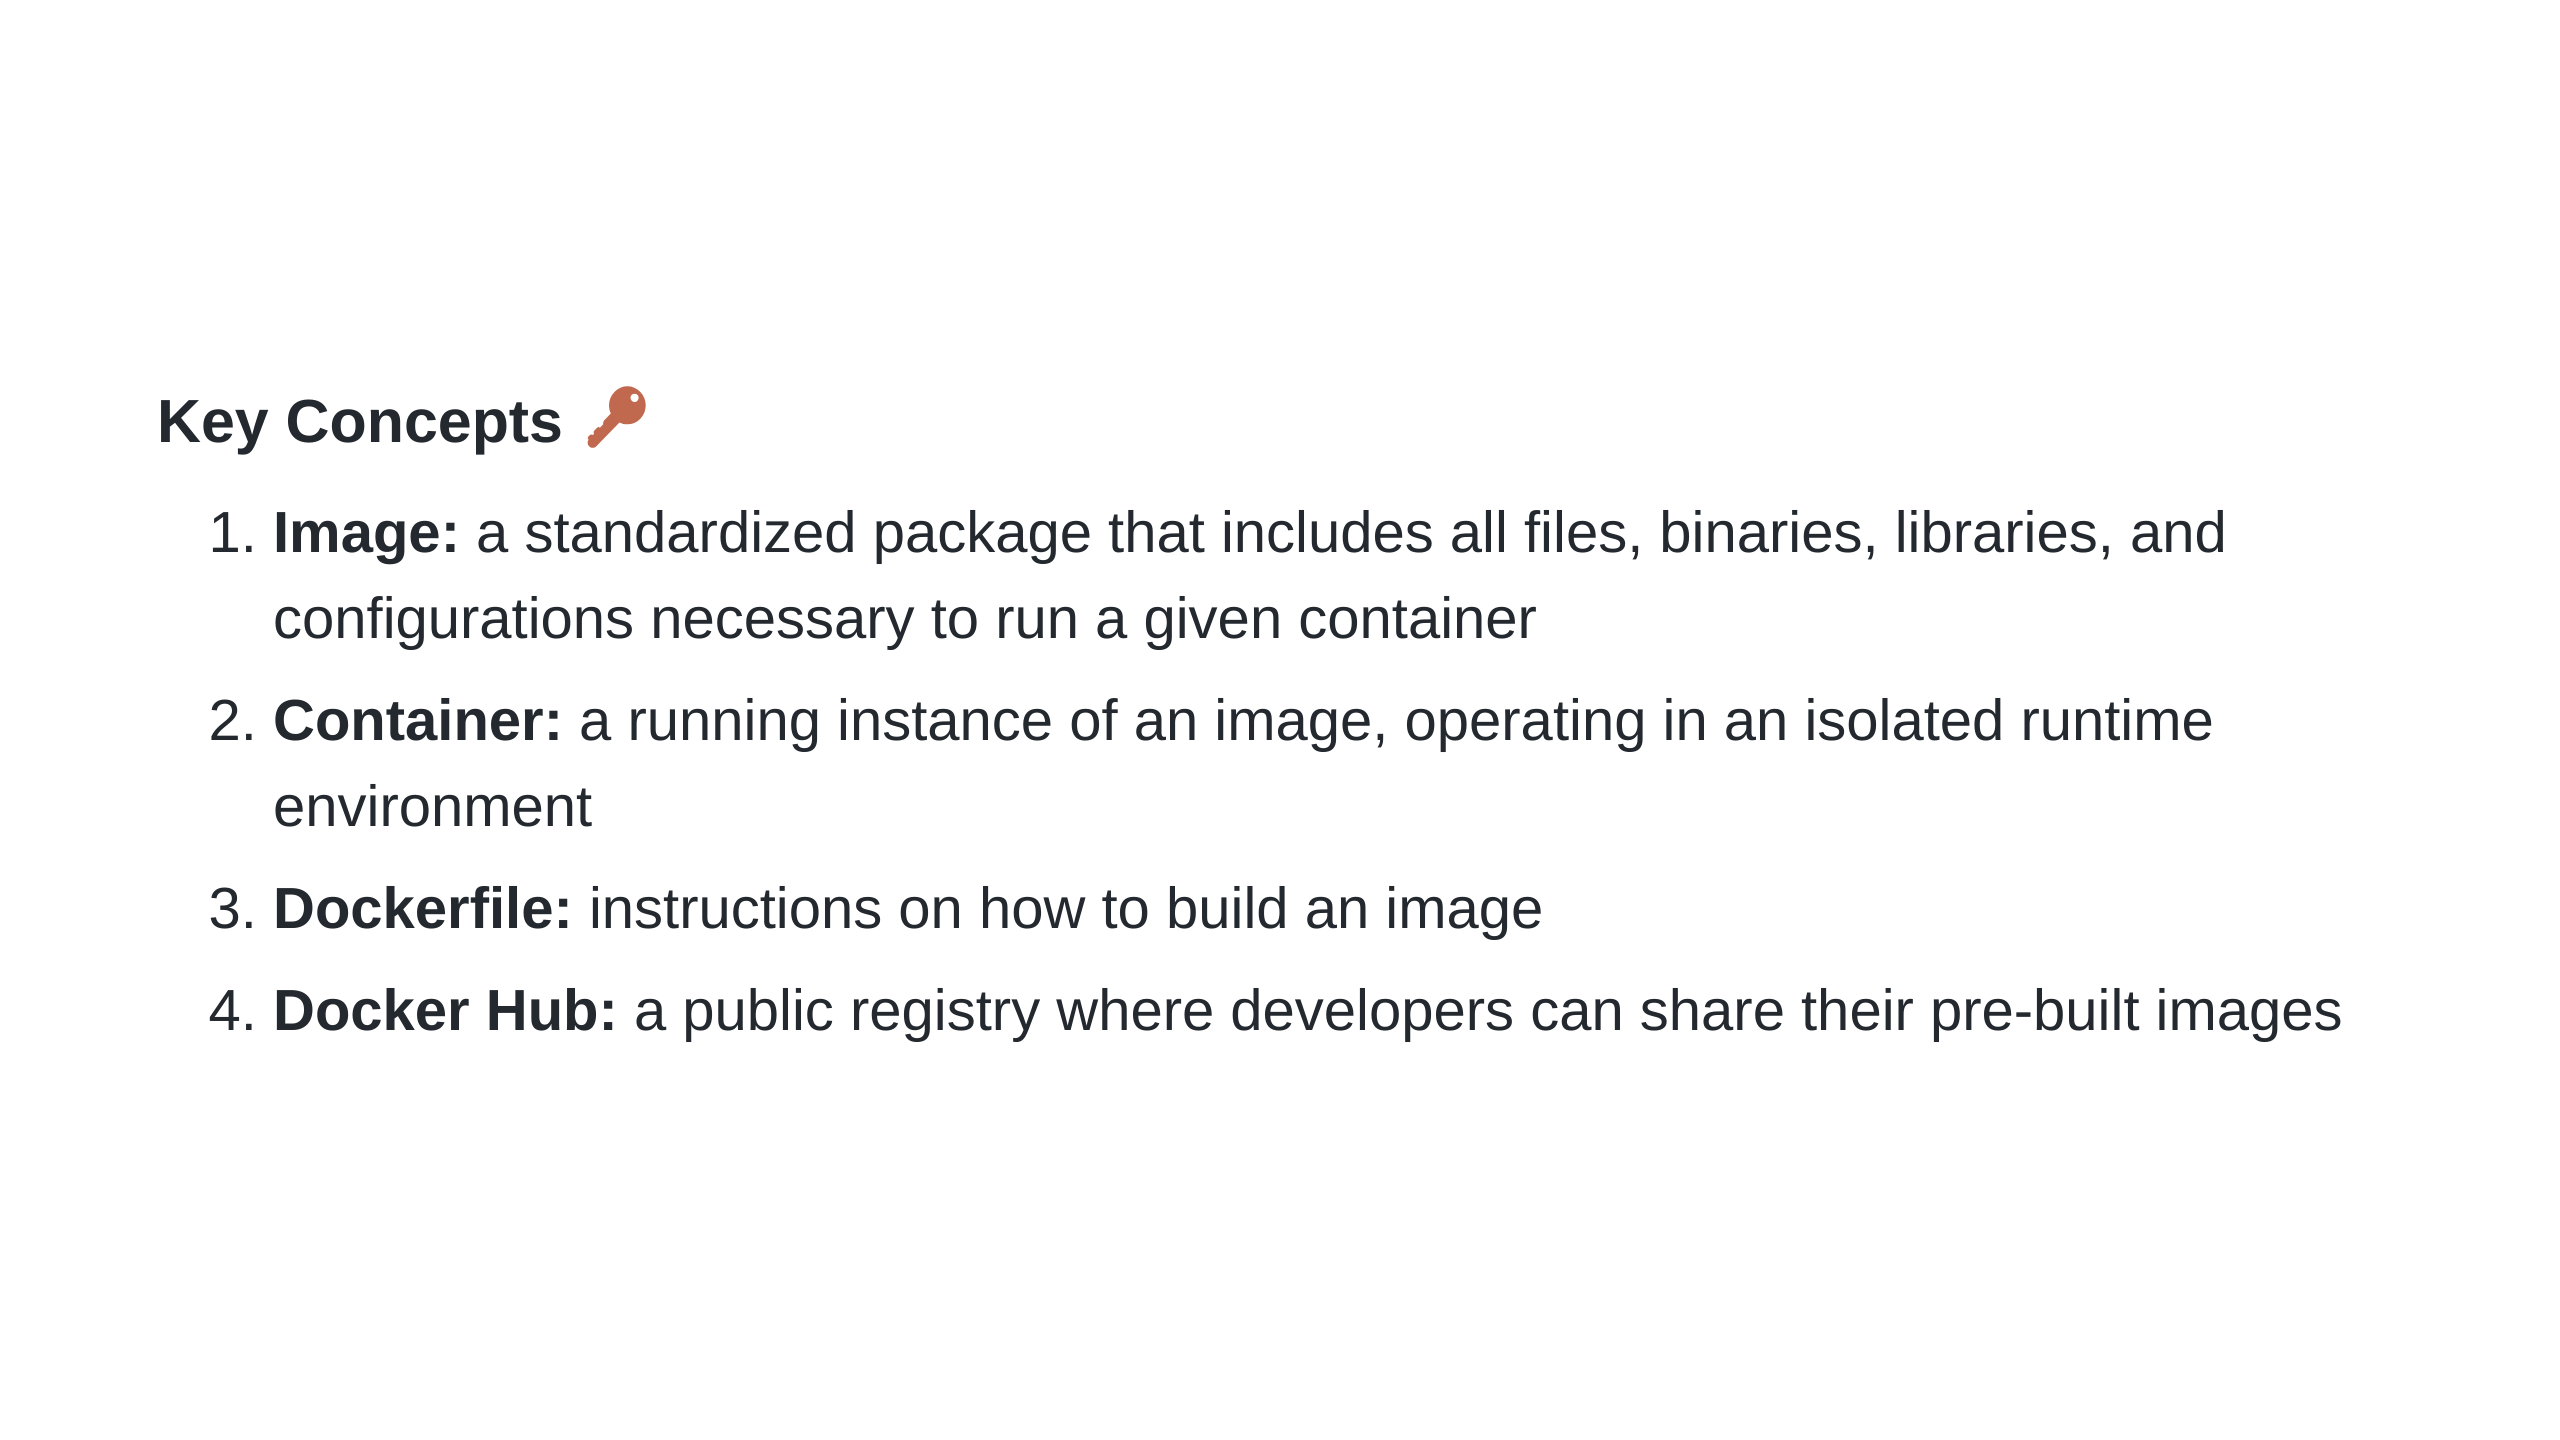 Key Concepts 🔑
1. Image: a standardized package that includes all files, binaries, libraries, and
configurations necessary to run a given container
2. Container: a running instance of an image, operating in an isolated runtime
environment
3. Dockerfile: instructions on how to build an image
4. Docker Hub: a public registry where developers can share their pre-built images